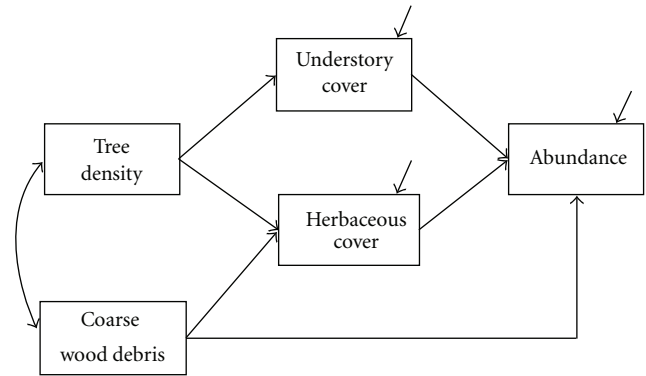 Understory
cover
Tree
density
Abundance
Herbaceous
cover
Coarse
wood debris